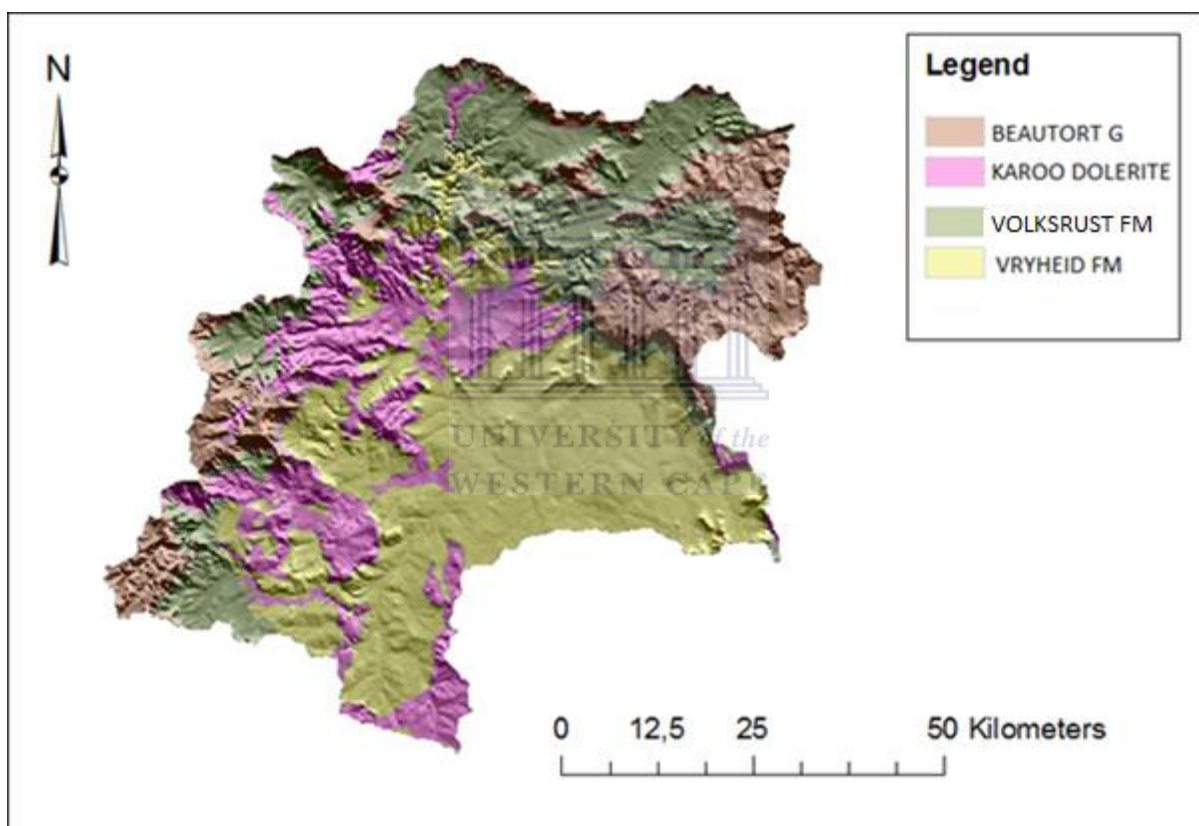 N
Legend
BEAUTORT G
KAROO DOLERITE
VOLKSRUST FM
VRYHEID FM
UNIVERSITY of the
WESTERN CAPE
0 12,5 25 50 Kilometers